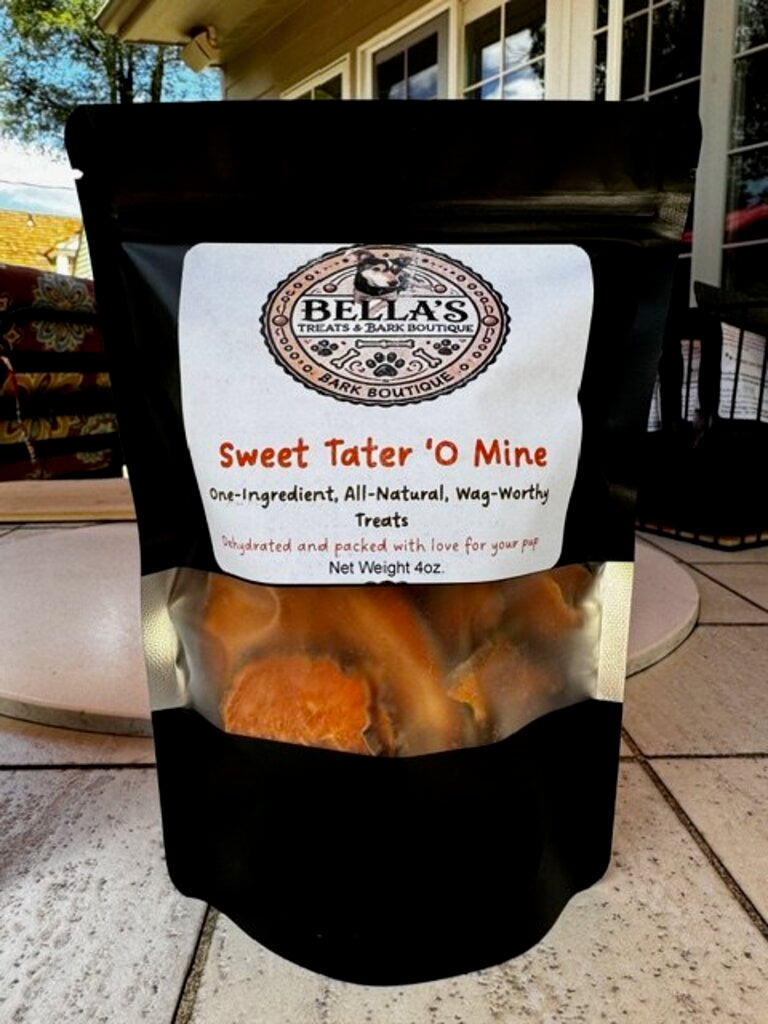 BELLA'S
TREATS & BARK BOUTIQUE
BARK BOUTIQUE
Sweet Tater 'O Mine
One-Ingredient, All-Natural, Wag-Worthy
Treats
Dehydrated and packed with love for your pup
Net Weight 4oz.